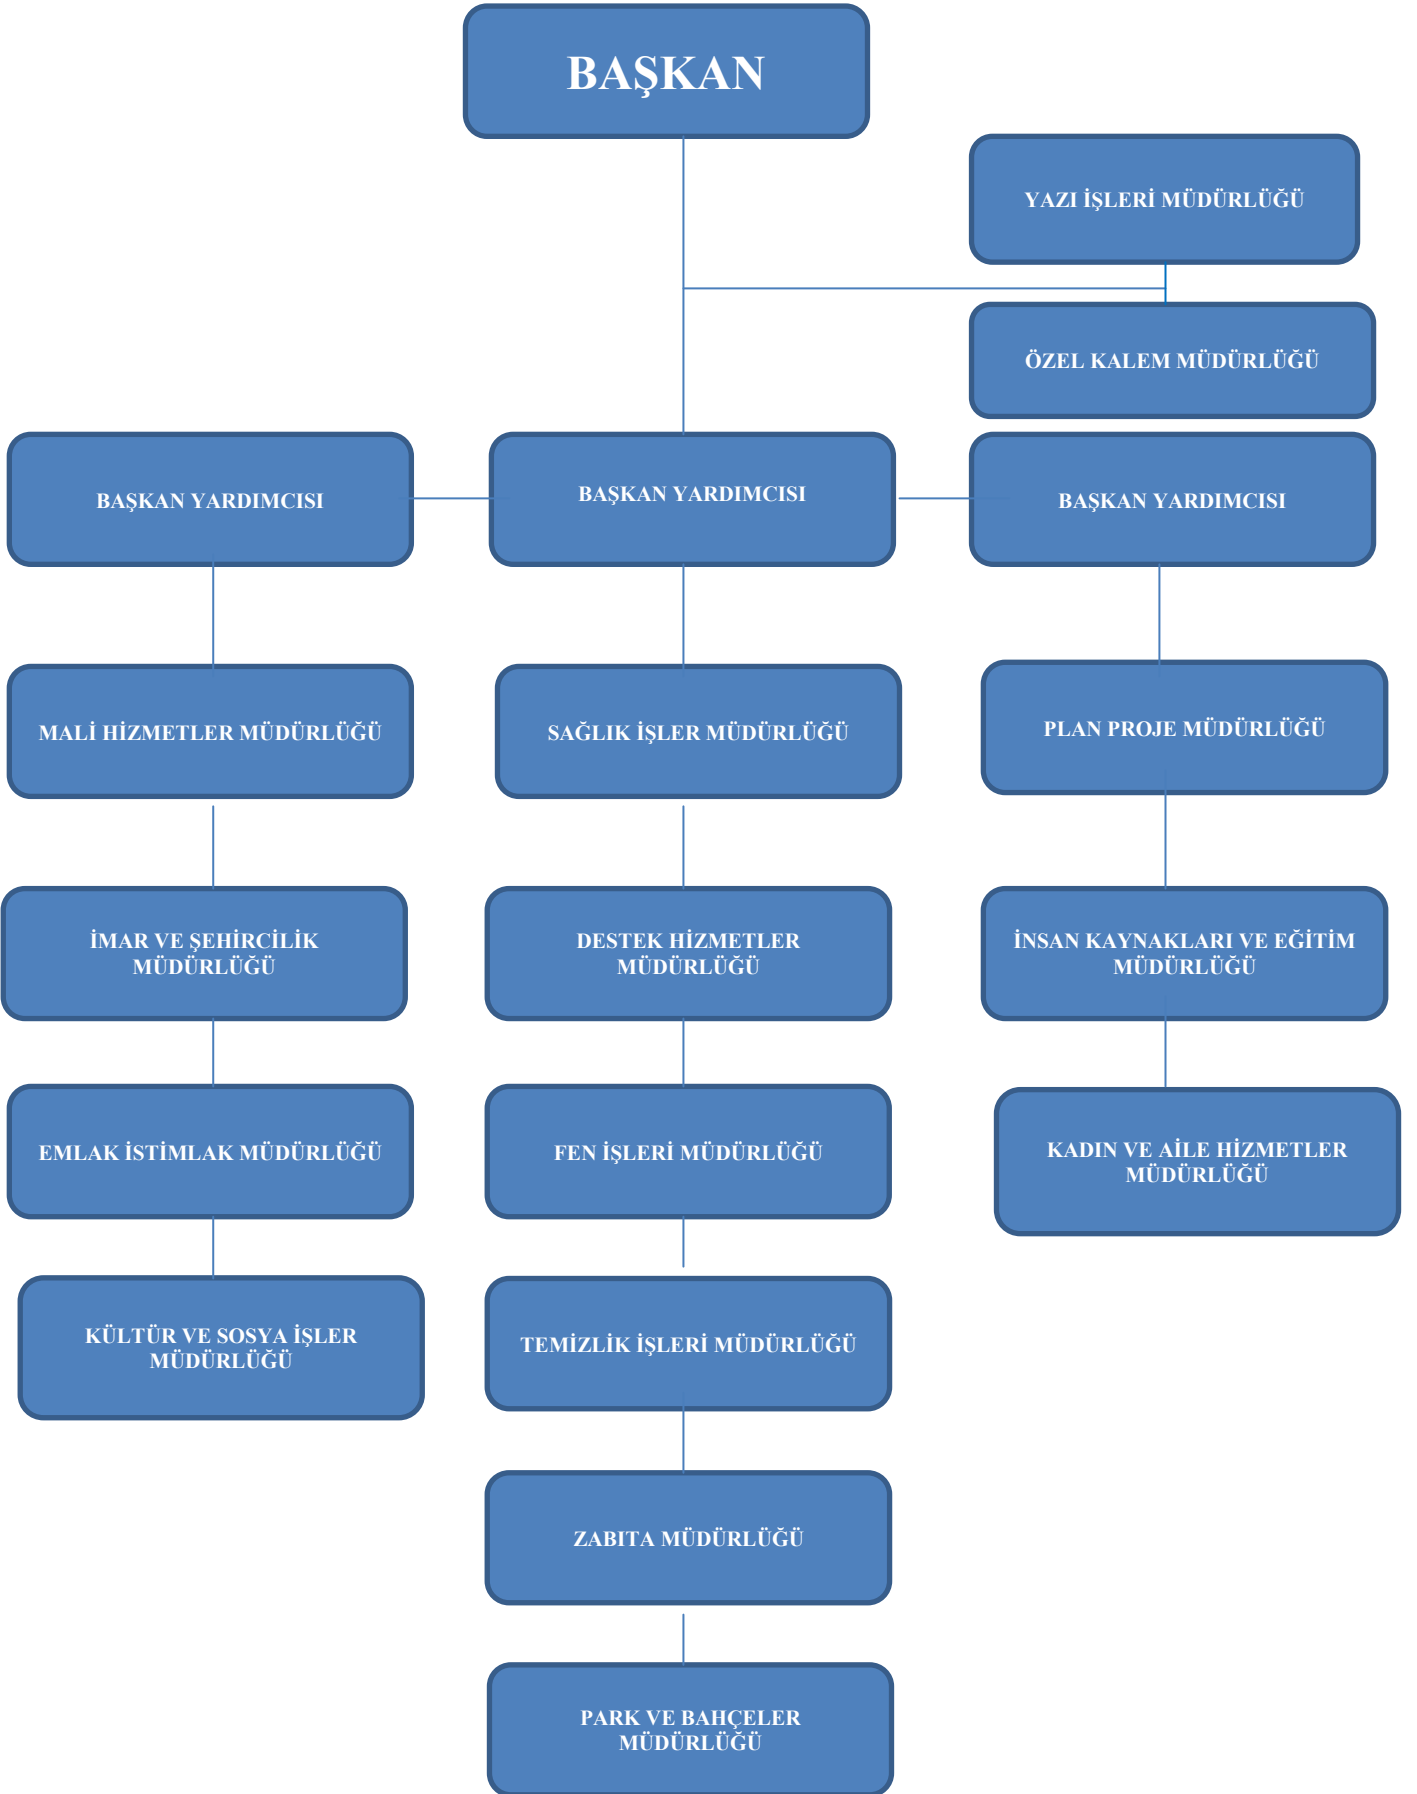 BAŞKAN
YAZI İŞLERİ MÜDÜRLÜĞÜ
ÖZEL KALEM MÜDÜRLÜĞÜ
BAŞKAN YARDIMCISI
BAŞKAN YARDIMCISI
BAŞKAN YARDIMCISI
MALİ HİZMETLER MÜDÜRLÜĞÜ
SAĞLIK İŞLER MÜDÜRLÜĞÜ
PLAN PROJE MÜDÜRLÜĞÜ
İMAR VE ŞEHİRCİLİK
MÜDÜRLÜĞÜ
DESTEK HİZMETLER
MÜDÜRLÜĞÜ
İNSAN KAYNAKLARI VE EĞİTİM
MÜDÜRLÜĞÜ
EMLAK İSTİMLAK MÜDÜRLÜĞÜ
FEN İŞLERİ MÜDÜRLÜĞÜ
KADIN VE AİLE HİZMETLER
MÜDÜRLÜĞÜ
KÜLTÜR VE SOSYA İŞLER
MÜDÜRLÜĞÜ
TEMİZLİK İŞLERİ MÜDÜRLÜĞÜ
ZABITA MÜDÜRLÜĞÜ
PARK VE BAHÇELER
MÜDÜRLÜĞÜ